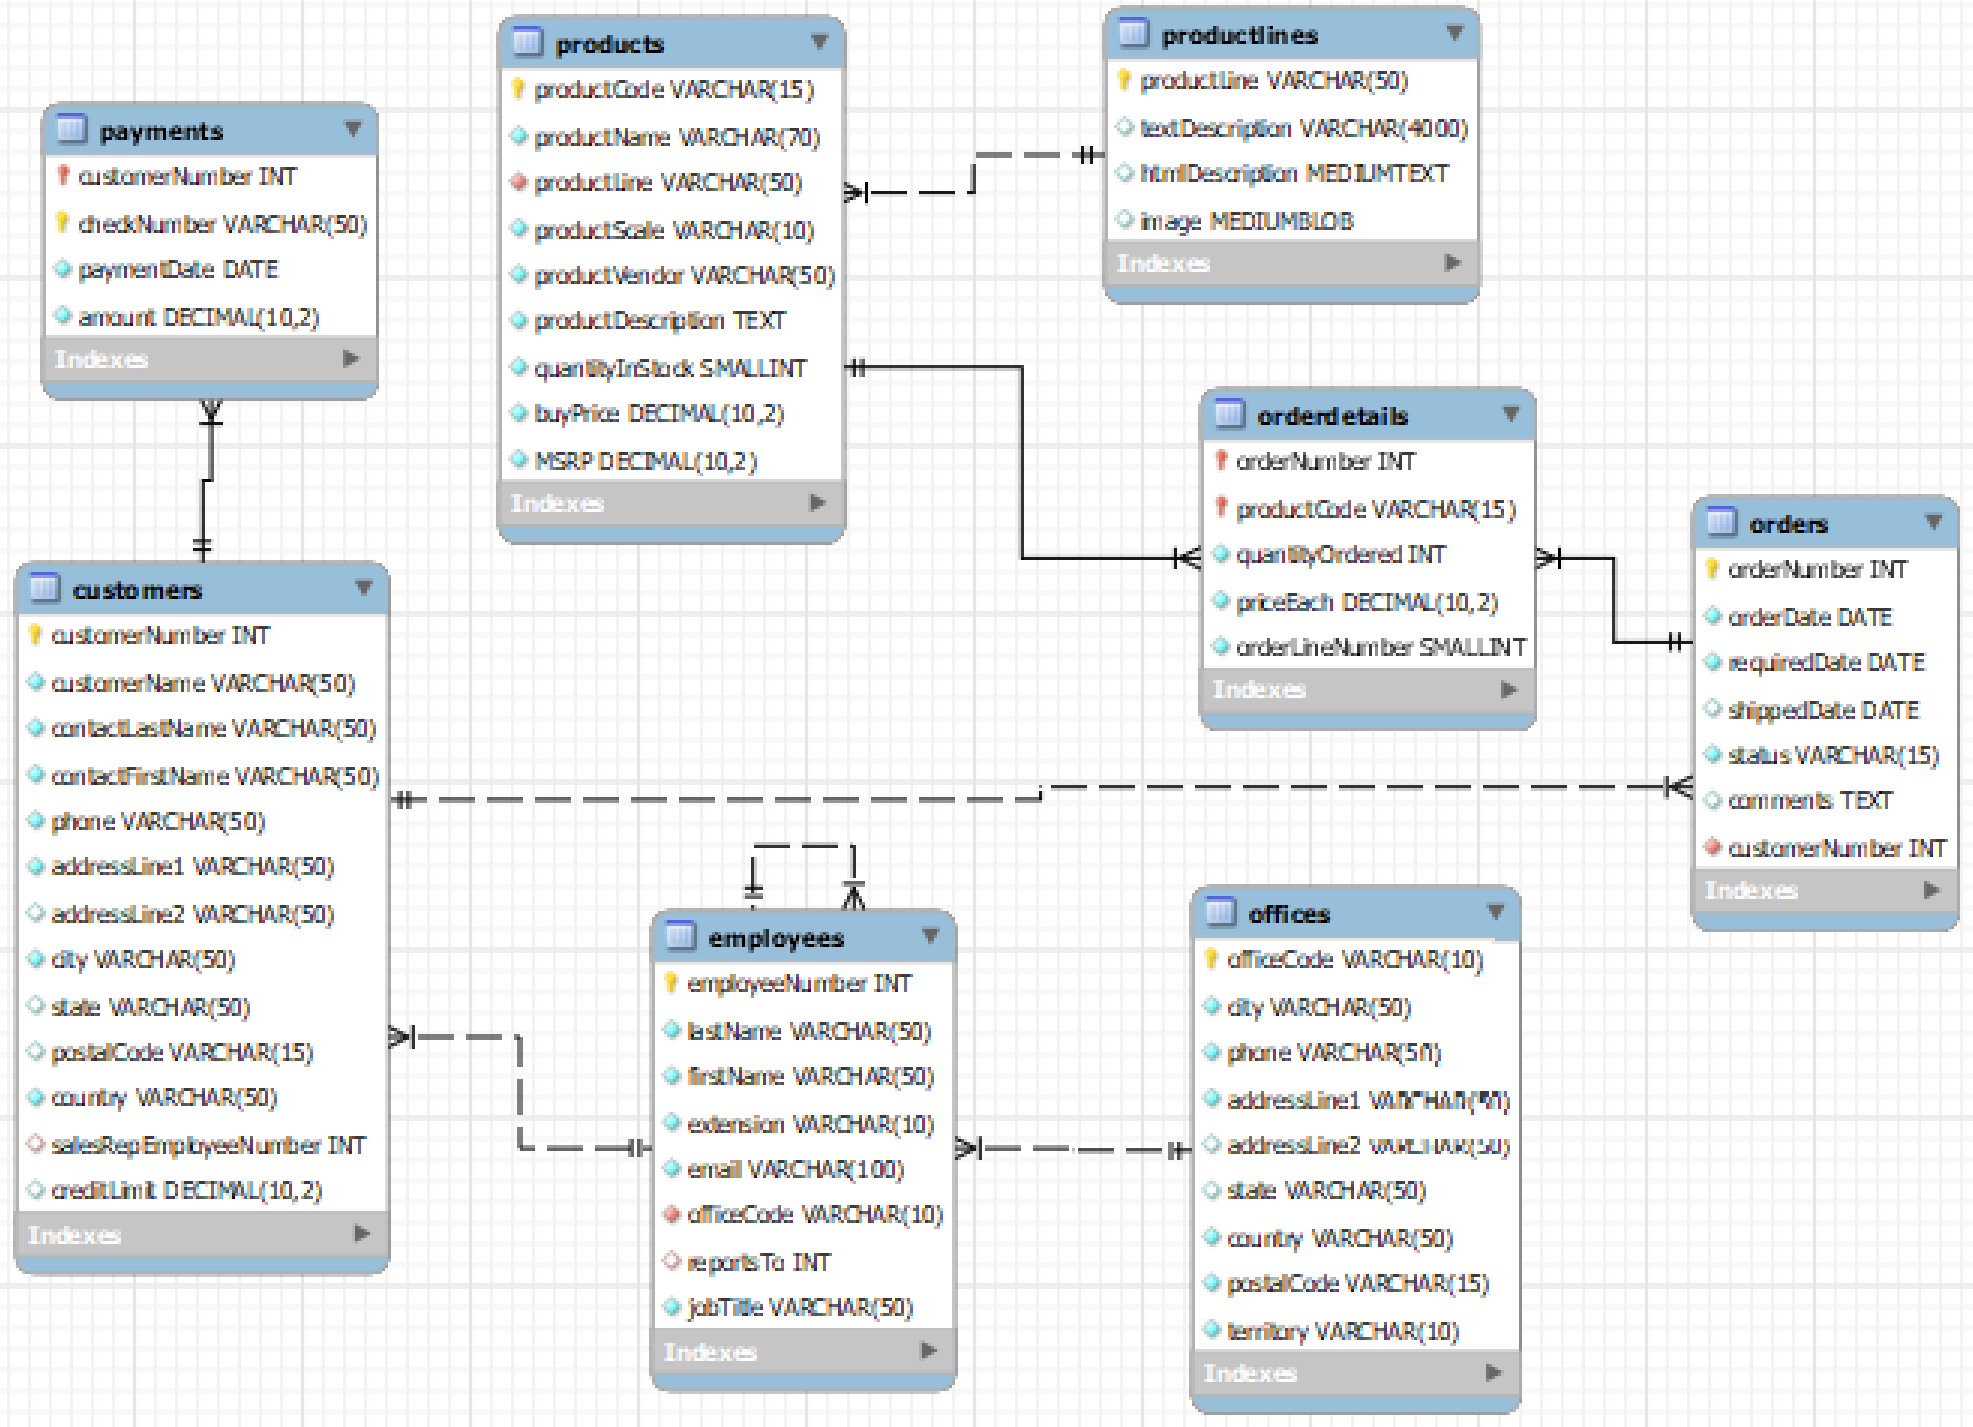 payments
customerNumber INT
checkNumber VARCHAR(50)
paymentDate DATE
amount DECIMAL(10,2)
Indexes
products
productCode VARCHAR(15)
productName VARCHAR(70)
productLine VARCHAR(50)
productScale VARCHAR(10)
productVendor VARCHAR(50)
productDescription TEXT
quantityInStock SMALLINT
buyPrice DECIMAL(10,2)
MSRP DECIMAL(10,2)
Indexes
productlines
productLine VARCHAR(50)
textDescription VARCHAR(4000)
htmlDescription MEDIUMTEXT
image MEDIUMBLOB
Indexes
orderdetails
orderNumber INT
productCode VARCHAR(15)
quantityOrdered INT
priceEach DECIMAL(10,2)
orderLineNumber SMALLINT
Indexes
orders
orderNumber INT
orderDate DATE
requiredDate DATE
shippedDate DATE
status VARCHAR(15)
comments TEXT
customerNumber INT
Indexes
customers
customerNumber INT
customerName VARCHAR(50)
contactLastName VARCHAR(50)
contactFirstName VARCHAR(50)
phone VARCHAR(50)
addressLine1 VARCHAR(50)
addressLine2 VARCHAR(50)
city VARCHAR(50)
state VARCHAR(50)
postalCode VARCHAR(15)
country VARCHAR(50)
salesRepEmployeeNumber INT
creditLimit DECIMAL(10,2)
Indexes
employees
employeeNumber INT
lastName VARCHAR(50)
firstName VARCHAR(50)
extension VARCHAR(10)
email VARCHAR(100)
officeCode VARCHAR(10)
reportsTo INT
jobTitle VARCHAR(50)
Indexes
offices
officeCode VARCHAR(10)
city VARCHAR(50)
phone VARCHAR(50)
addressLine1 VARCHAR(50)
addressLine2 VARCHAR(50)
state VARCHAR(50)
country VARCHAR(50)
postalCode VARCHAR(15)
territory VARCHAR(10)
Indexes